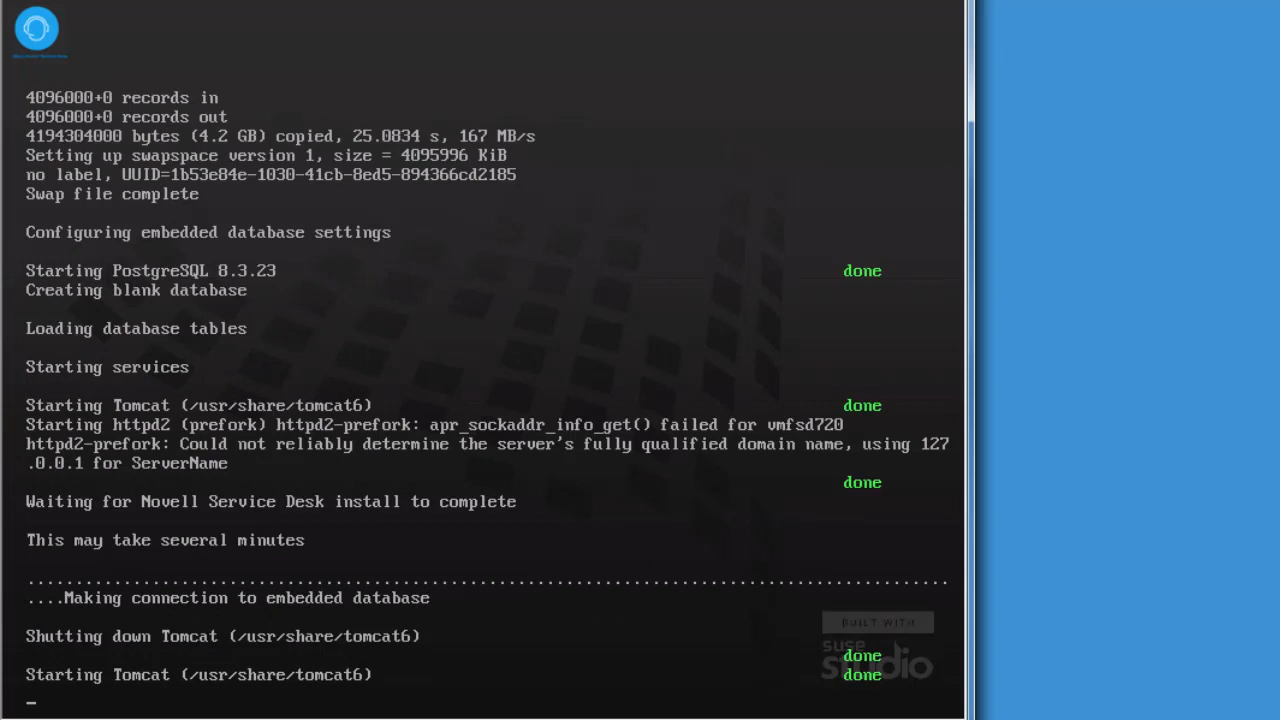 4096000+0 records in
4096000+0 records out
4194304000 bytes (4.2 GB) copied, 25.0834 s, 167 MB/s
Setting up swapspace version 1, size = 4095996 KiB
no label, UUID=1b53e84e-1030-41cb-8ed5-894366cd2185
Swap file complete
Configuring embedded database settings
Starting PostgreSQL 8.3.23 done
Creating blank database
Loading database tables
Starting services
Starting Tomcat (/usr/share/tomcat6) done
Starting httpd2 (prefork) httpd2-prefork: apr_sockaddr_info_get() failed for vmfsd720
httpd2-prefork: Could not reliably determine the server's fully qualified domain name, using 127
.0.0.1 for ServerName
done
Waiting for Novell Service Desk install to complete
This may take several minutes
................................................................................................
....Making connection to embedded database
BUILT WITH
Shutting down Tomcat (/usr/share/tomcat6)
suse
done
studio
Starting Tomcat (/usr/share/tomcat6) done
_